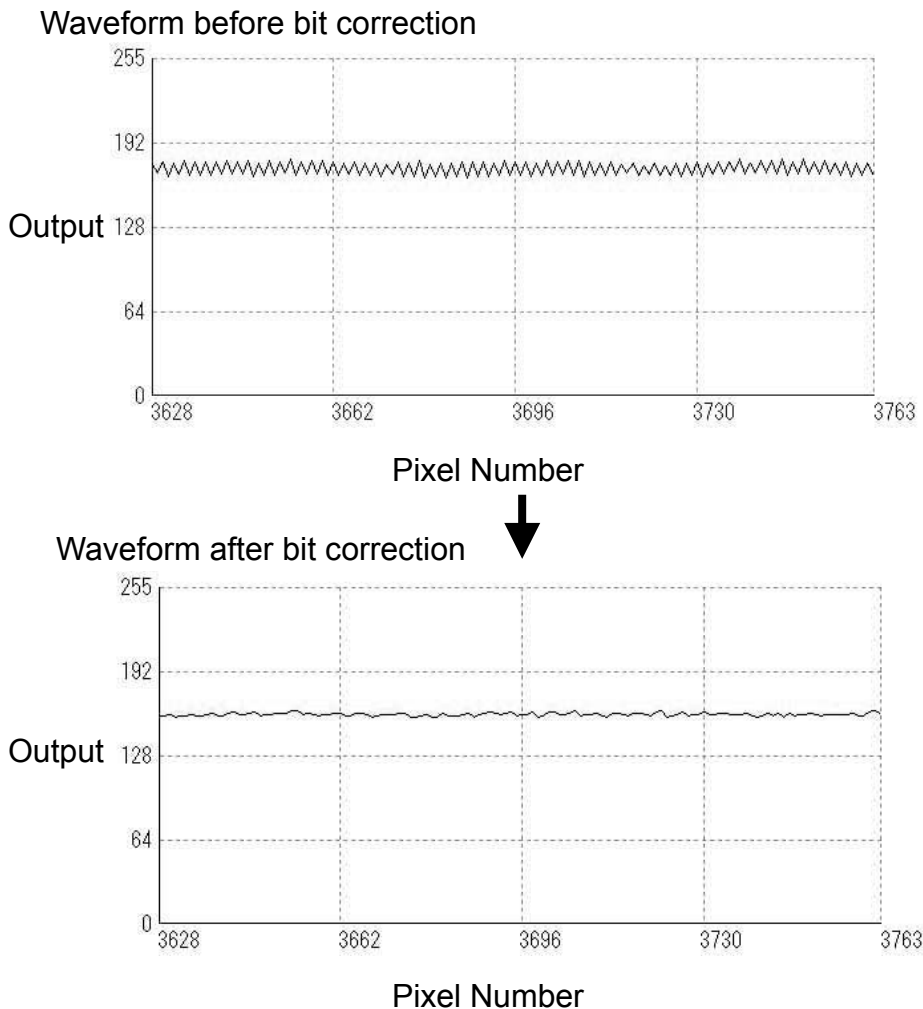 Waveform before bit correction
255
192
Output 128
64
0
3628 3662 3696 3730 3763
Pixel Number
Waveform after bit correction
255
192
Output 128
64
0
3628 3662 3696 3730 3763
Pixel Number